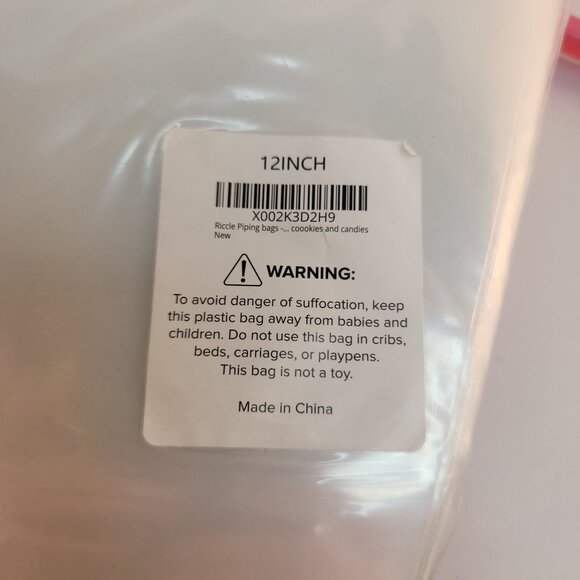 12INCH
X002K3D2H9
Riccle Piping bags -... coookies and candies
New
WARNING:
To avoid danger of suffocation, keep
this plastic bag away from babies and
children. Do not use this bag in cribs,
beds, carriages, or playpens.
This bag is not a toy.
Made in China